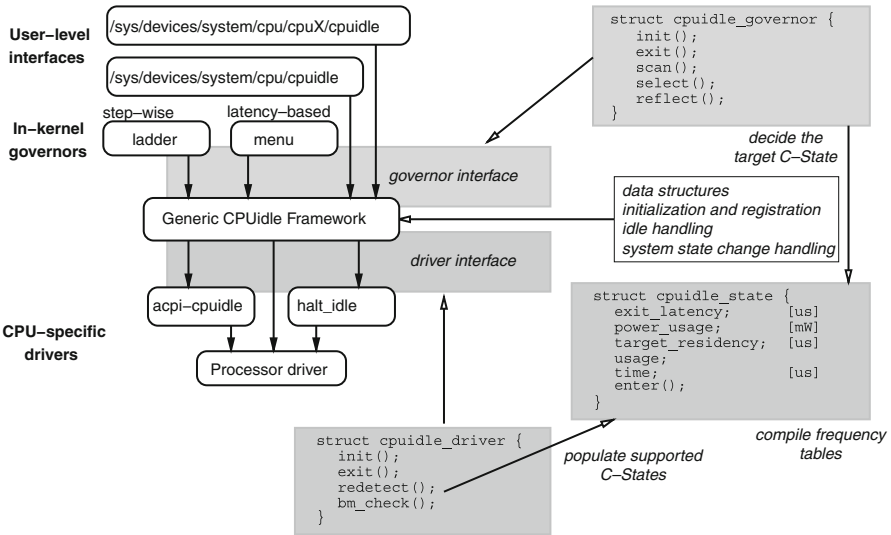 User–level
interfaces
/sys/devices/system/cpu/cpuX/cpuidle
/sys/devices/system/cpu/cpuidle
In–kernel
governors
step–wise
ladder
latency–based
menu
governor interface
Generic CPUidle Framework
driver interface
CPU–specific
drivers
acpi–cpuidle
halt_idle
Processor driver
struct cpuidle_governor {
init();
exit();
scan();
select();
reflect();
}
decide the
target C–State
data structures
initialization and registration
idle handling
system state change handling
struct cpuidle_state {
exit_latency; [us]
power_usage; [mW]
target_residency; [us]
usage;
time; [us]
enter();
}
compile frequency
tables
struct cpuidle_driver {
init();
exit();
redetect();
bm_check();
}
populate supported
C–States